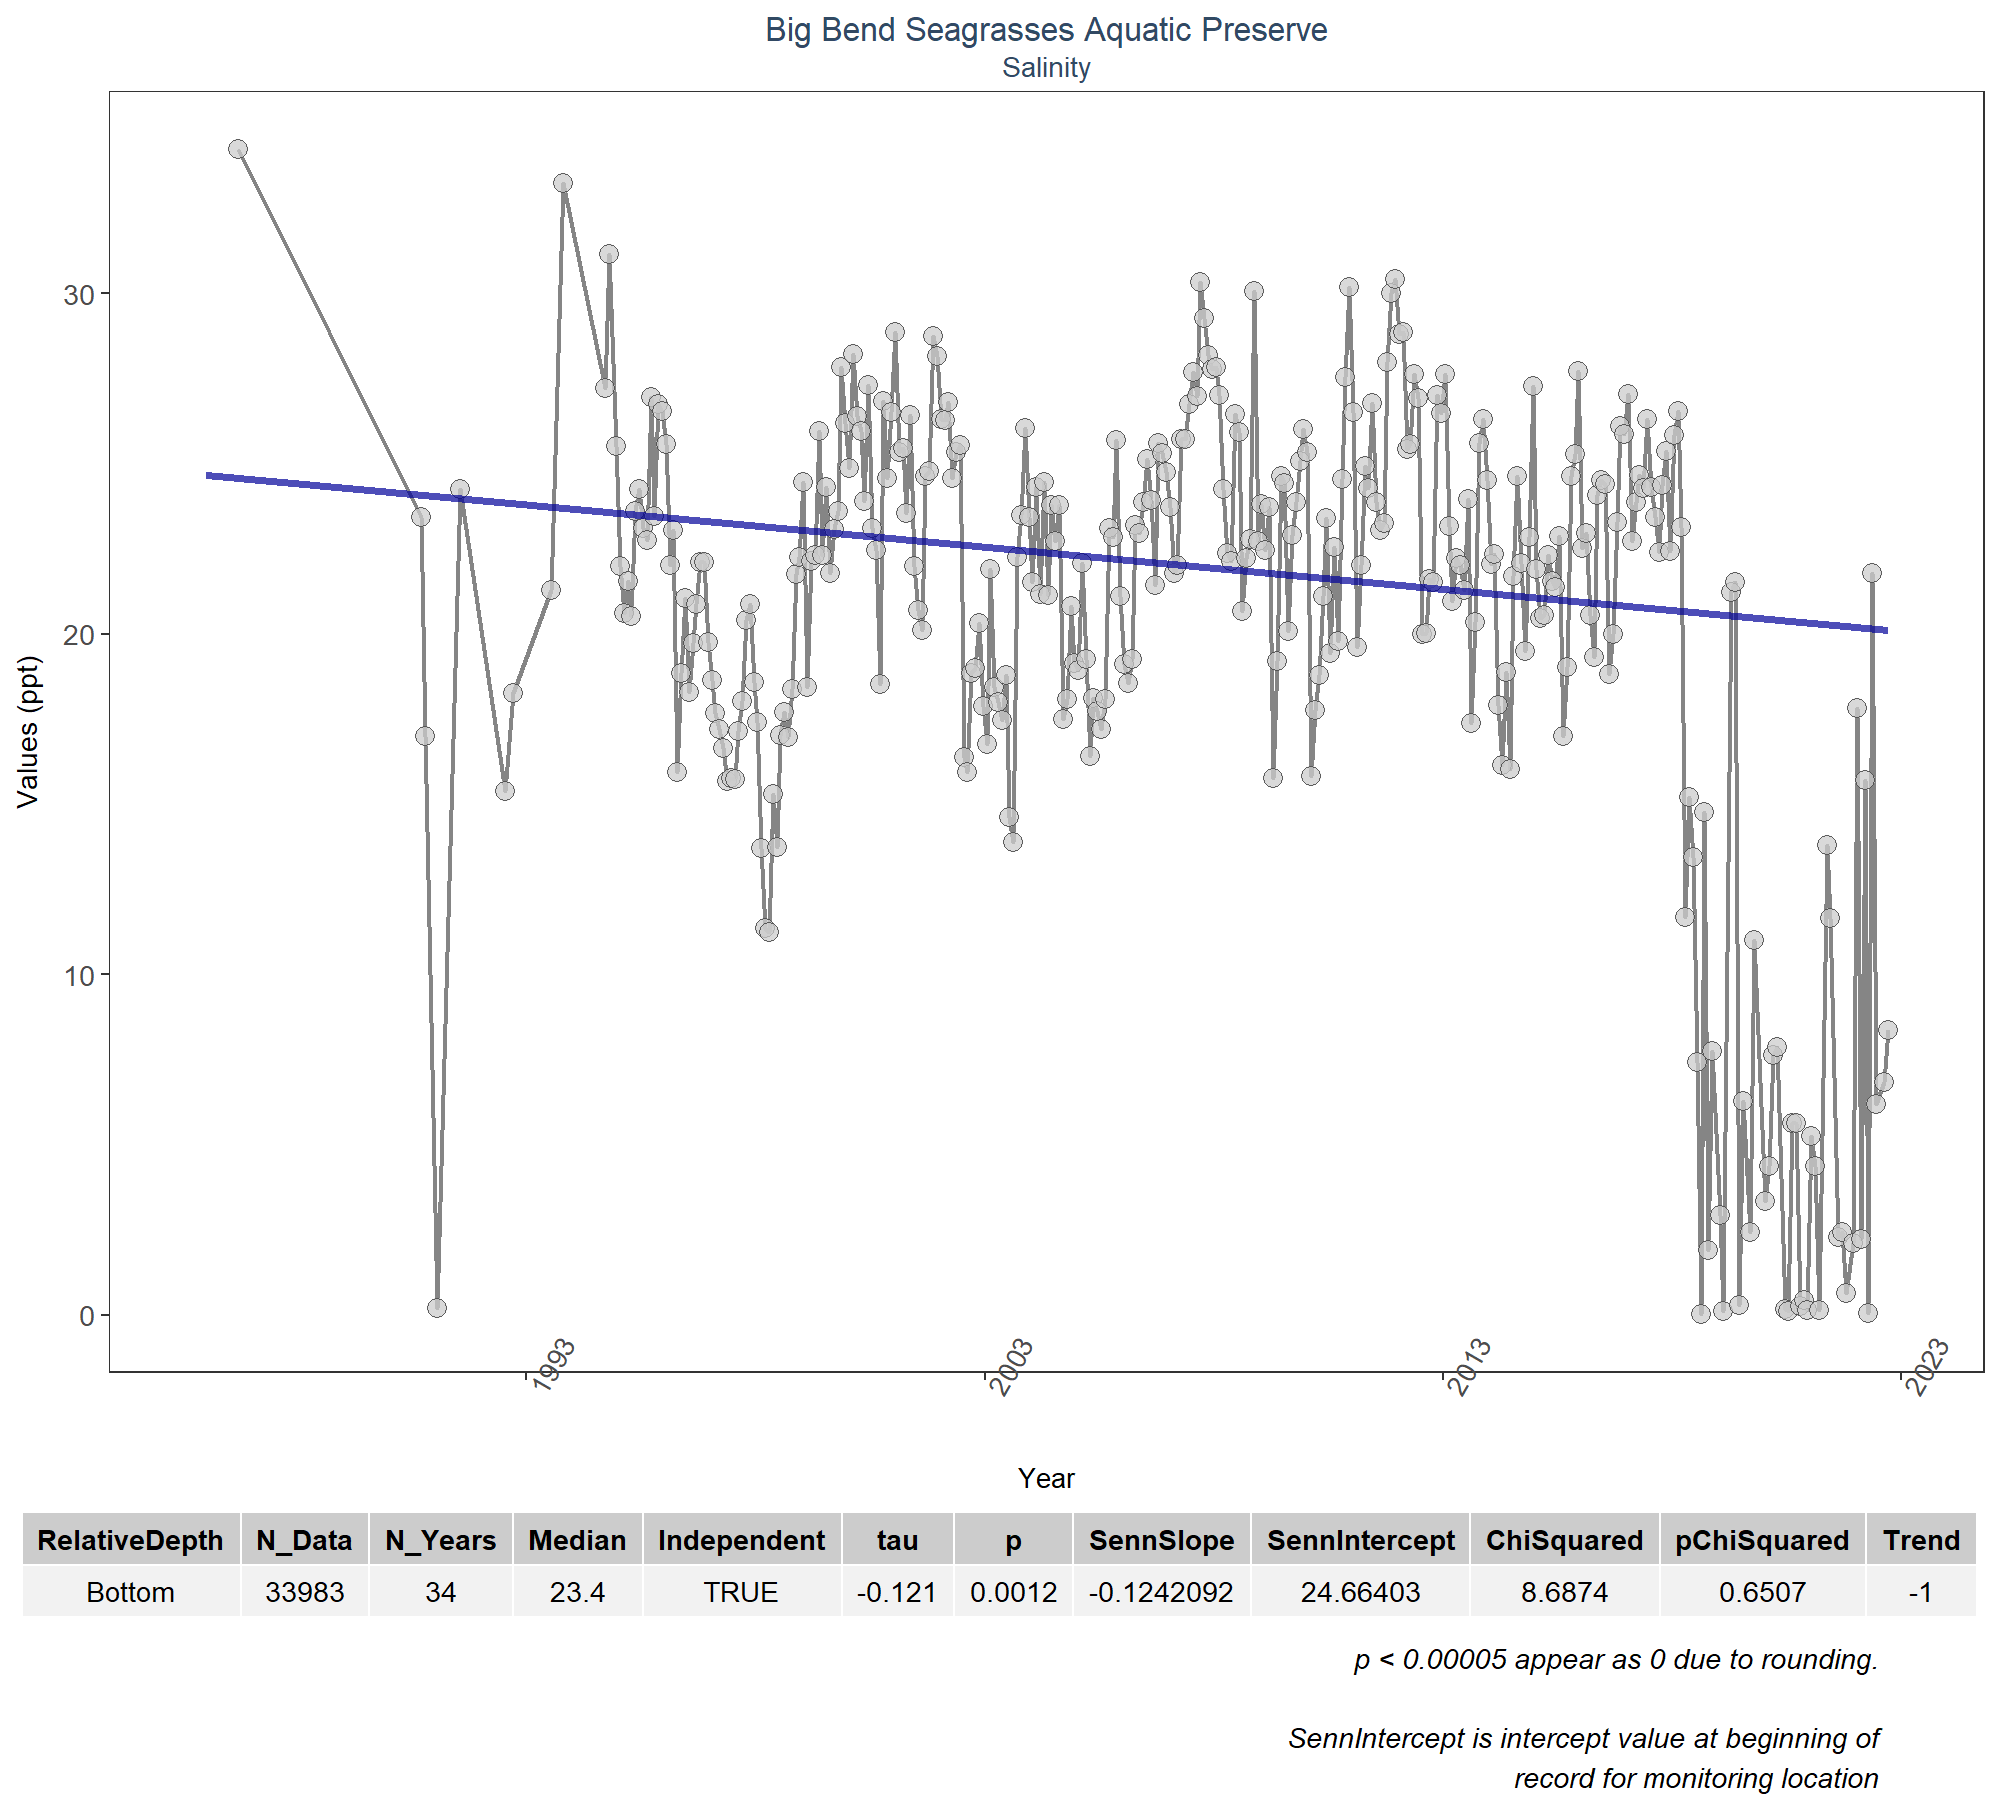 Big Bend Seagrasses Aquatic Preserve
Salinity
Values (ppt)
30
20
10
0
1993
2003
2013
2023
Year
RelativeDepth N_Data N_Years Median Independent tau p SennSlope SennIntercept ChiSquared pChiSquared Trend
Bottom 33983 34 23.4 TRUE -0.121 0.0012 -0.1242092 24.66403 8.6874 0.6507 -1
p < 0.00005 appear as 0 due to rounding.
SennIntercept is intercept value at beginning of
record for monitoring location